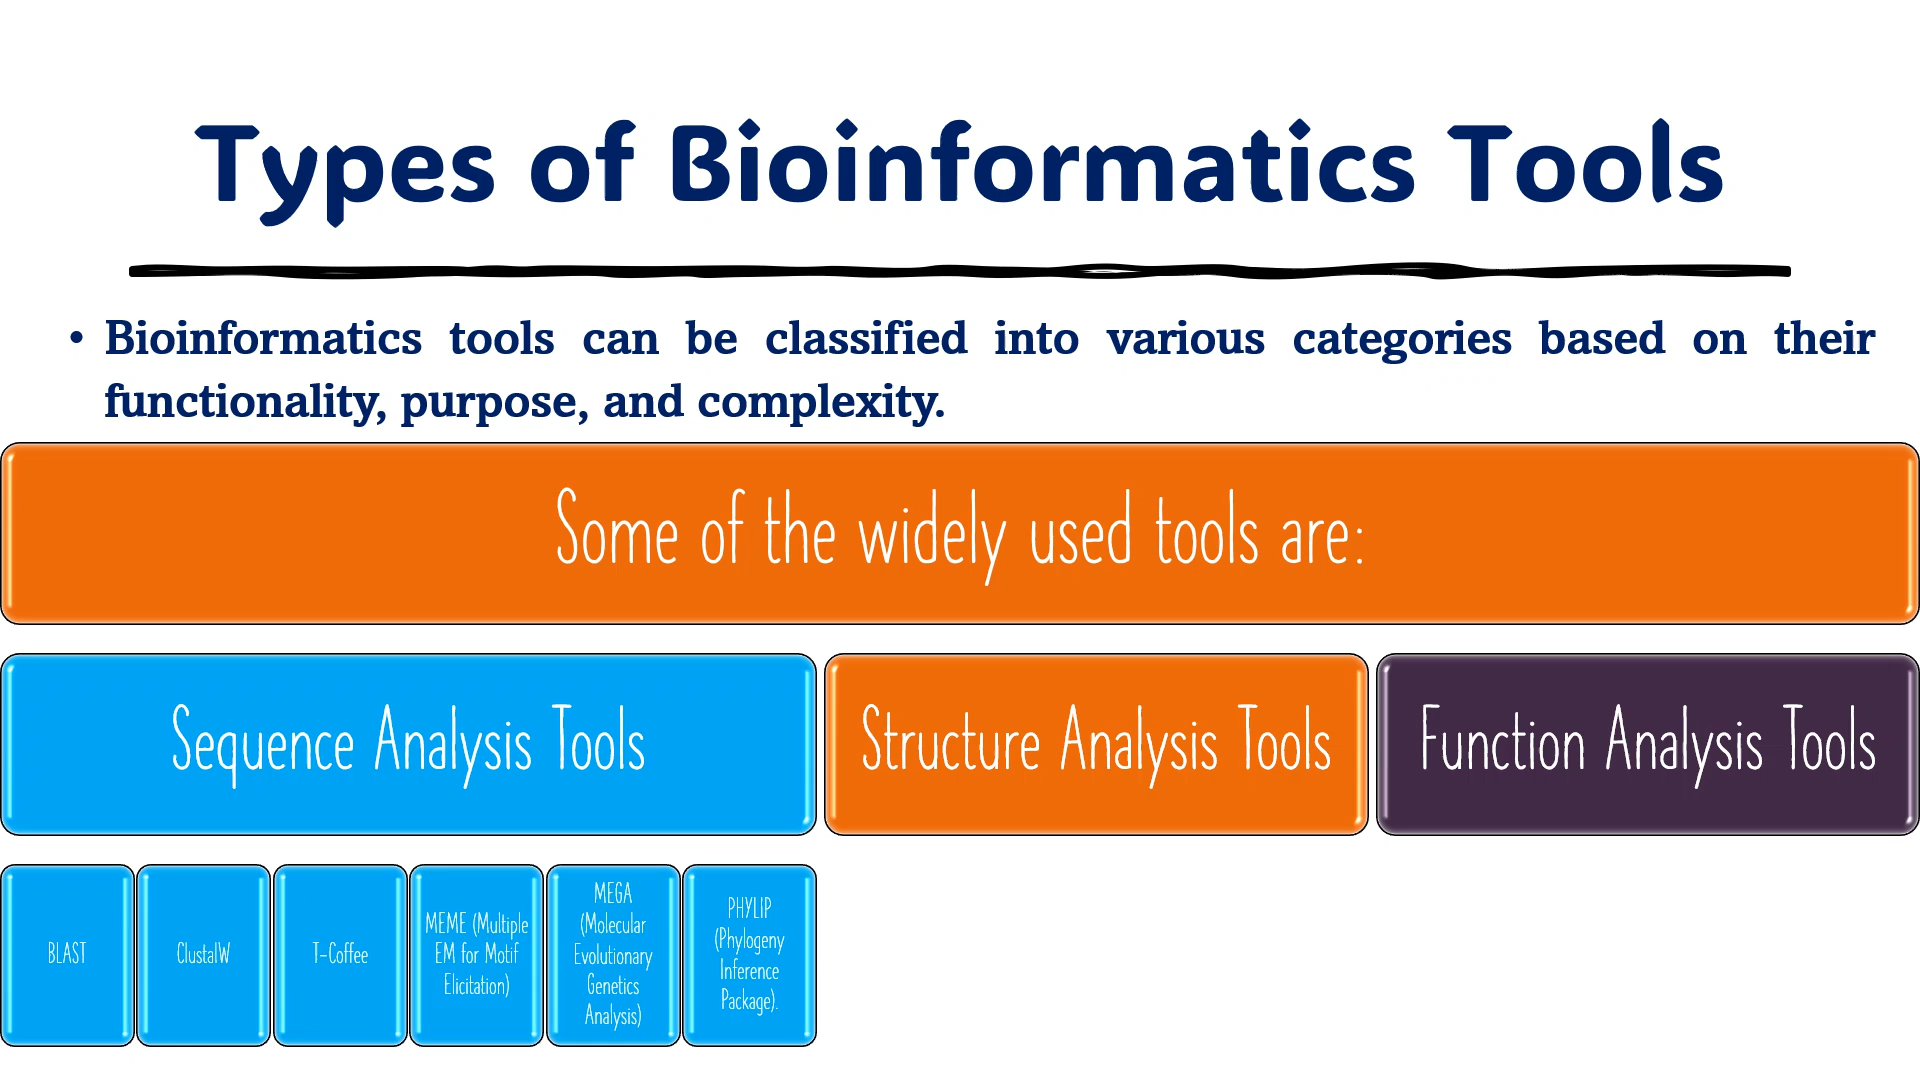 Types of Bioinformatics Tools
• Bioinformatics tools can be classified into various categories based on their
functionality, purpose, and complexity.
Some of the widely used tools are:
Sequence Analysis Tools
Structure Analysis Tools
Function Analysis Tools
BLAST
ClustalW
T-Coffee
MEME (Multiple
EM for Motif
Elicitation)
MEGA
(Molecular
Evolutionary
Genetics
Analysis)
PHYLIP
(Phylogeny
Inference
Package).